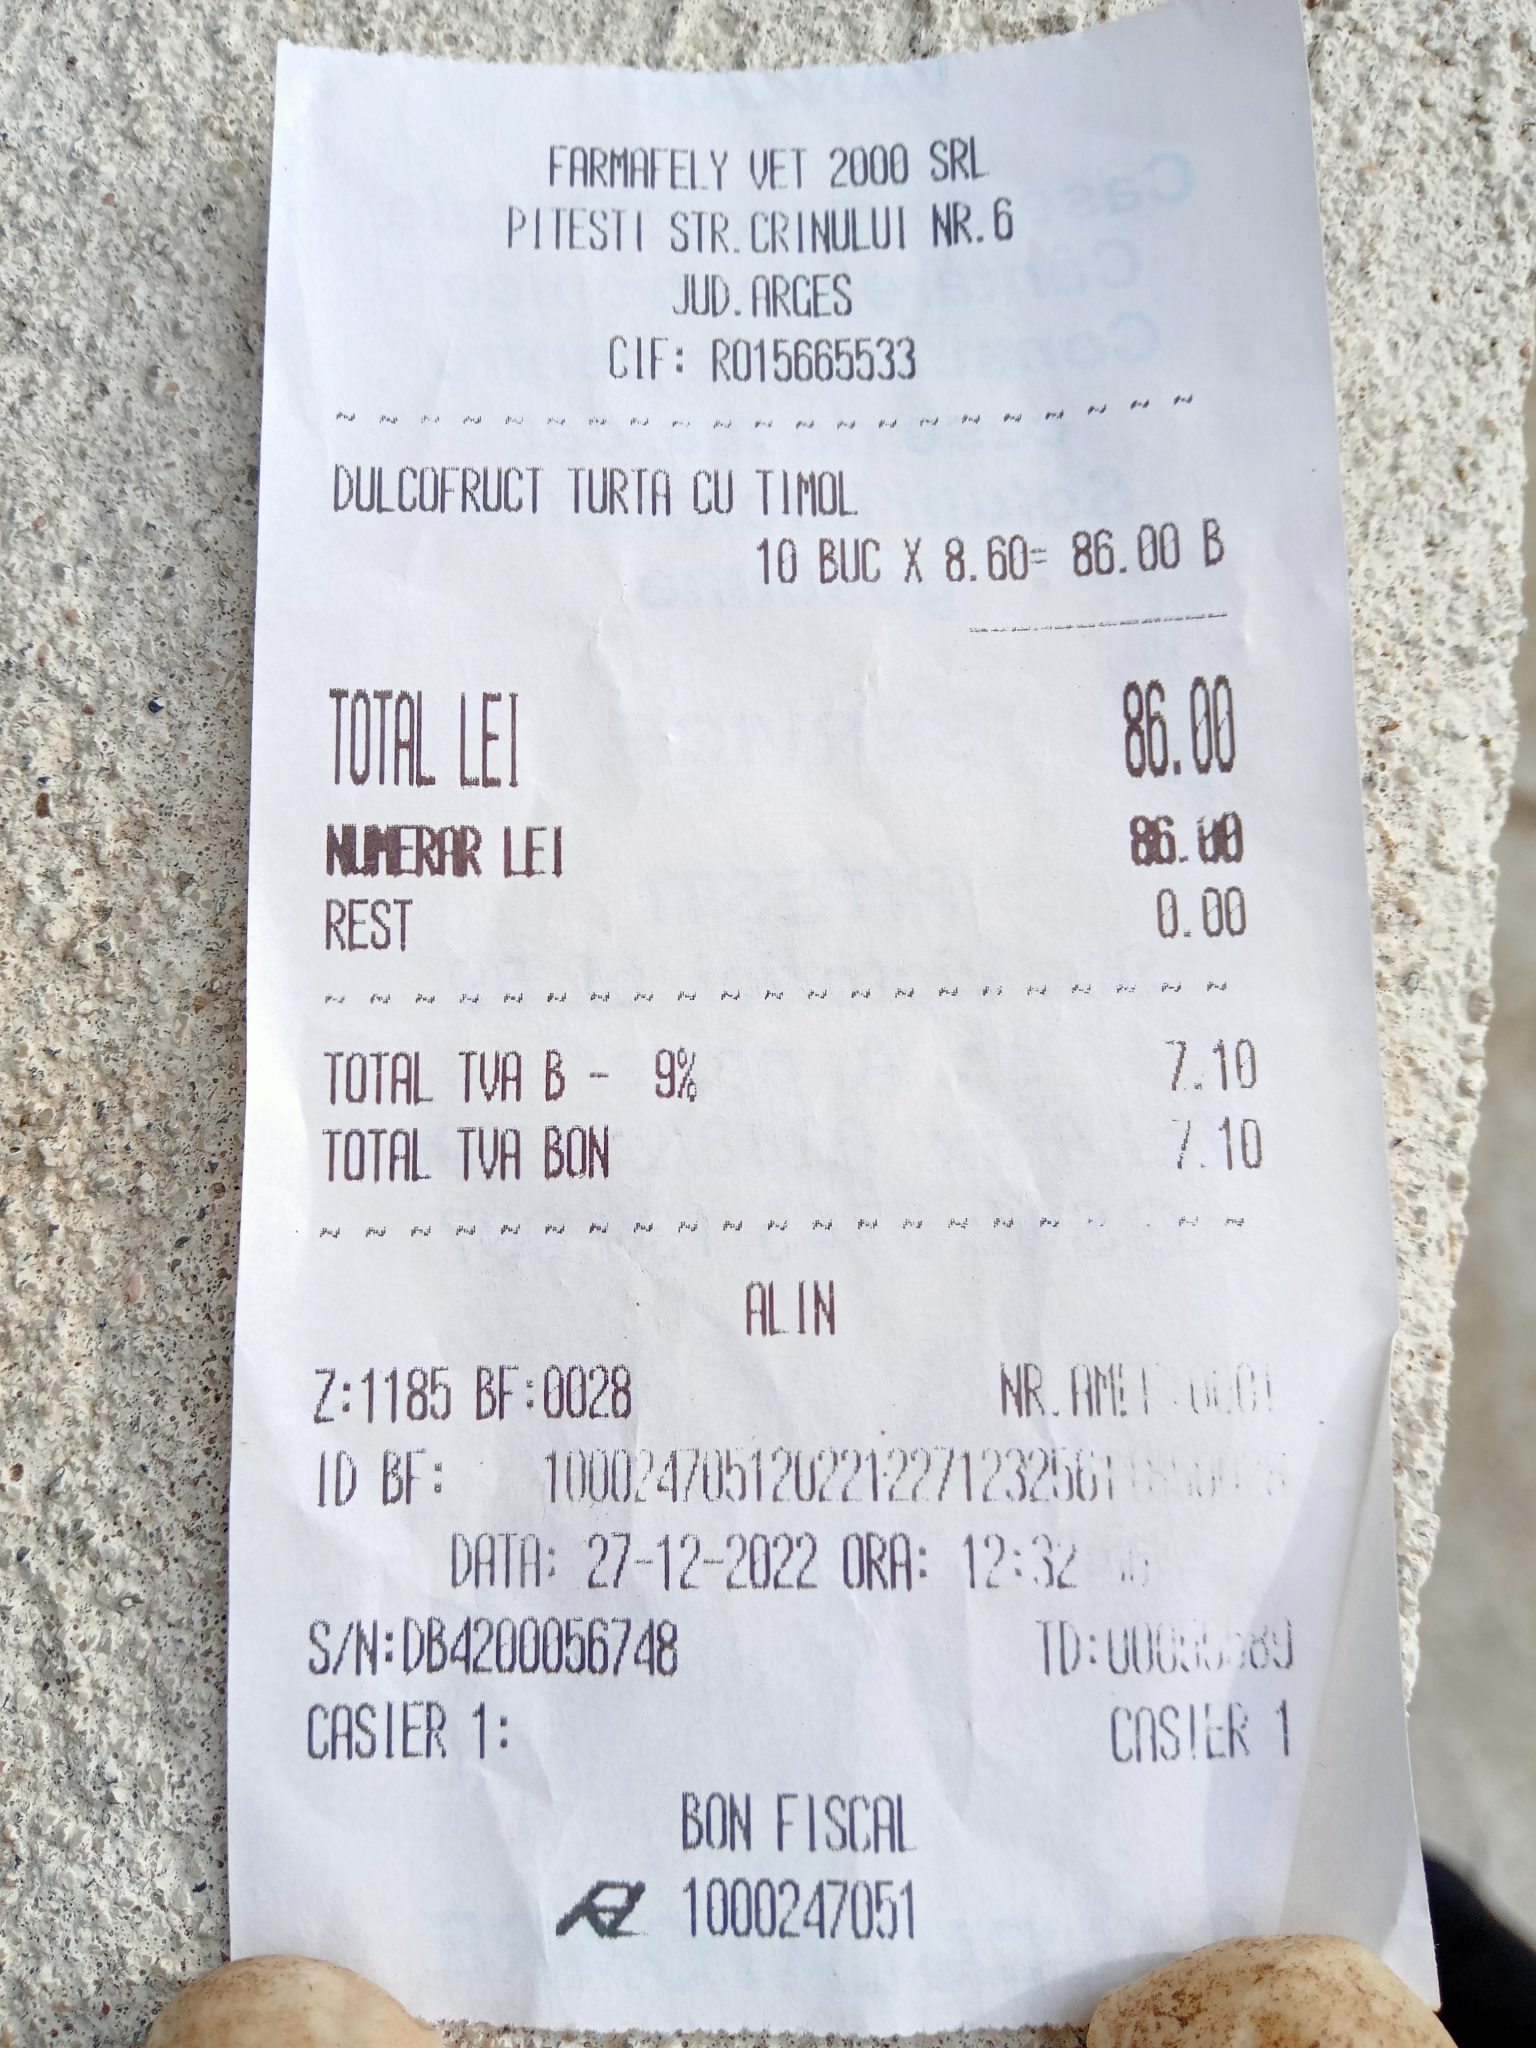 FARMAFELY VET 2000 SRL
PITESTI STR.CRINULUI NR.6
JUD.ARGES
CIF: RO15665533
DULCOFRUCT TURTA CU TIMOL
10 BUC X 8.60= 86.00 B
TOTAL LEI 86.00
NUMERAR LEI 86.00
REST 0.00
TOTAL TVA B - 9% 7.10
TOTAL TVA BON 7.10
ALIN
Z:1185 BF:0028
ID BF:
DATA: 27-12-2022 ORA:
S/N:DB4200056748
CASIER 1: CASIER 1
BON FISCAL
1000247051